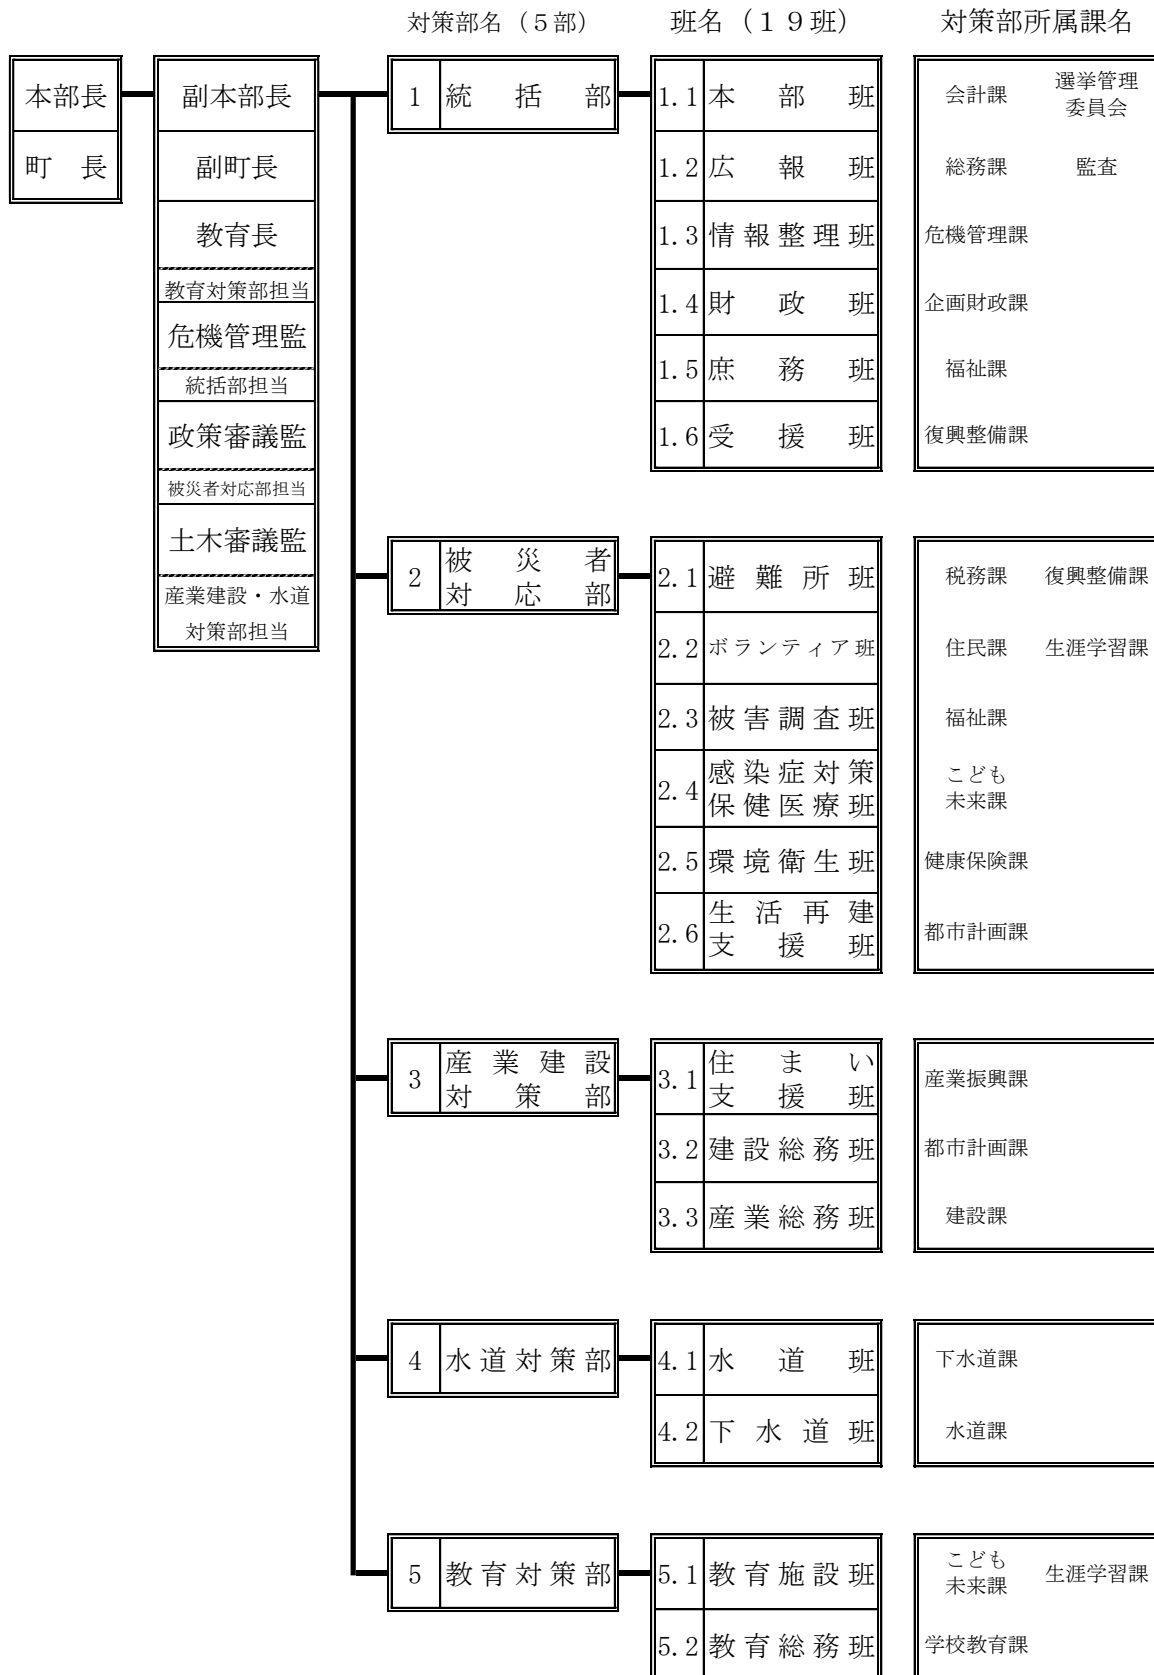 対策部名（５部）
班名（１９班）
対策部所属課名
本部長
町　長
副本部長
副町長
教育長
教育対策部担当
危機管理監
統括部担当
政策審議監
被災者対応部担当
土木審議監
産業建設・水道
対策部担当
1 統括部
1.1 本部班
1.2 広報班
1.3 情報整理班
1.4 財政班
1.5 庶務班
1.6 受援班
会計課
選挙管理
委員会
総務課
監査
危機管理課
企画財政課
福祉課
復興整備課
2 被災者
対応部
2.1 避難所班
2.2 ボランティア班
2.3 被害調査班
2.4 感染症対策
保健医療班
2.5 環境衛生班
2.6 生活再建
支援班
税務課
復興整備課
住民課
生涯学習課
福祉課
こども
未来課
健康保険課
都市計画課
3 産業建設
対策部
3.1 住まい
支援班
3.2 建設総務班
3.3 産業総務班
産業振興課
都市計画課
建設課
4 水道対策部
4.1 水道班
4.2 下水道班
下水道課
水道課
5 教育対策部
5.1 教育施設班
5.2 教育総務班
こども
未来課
生涯学習課
学校教育課